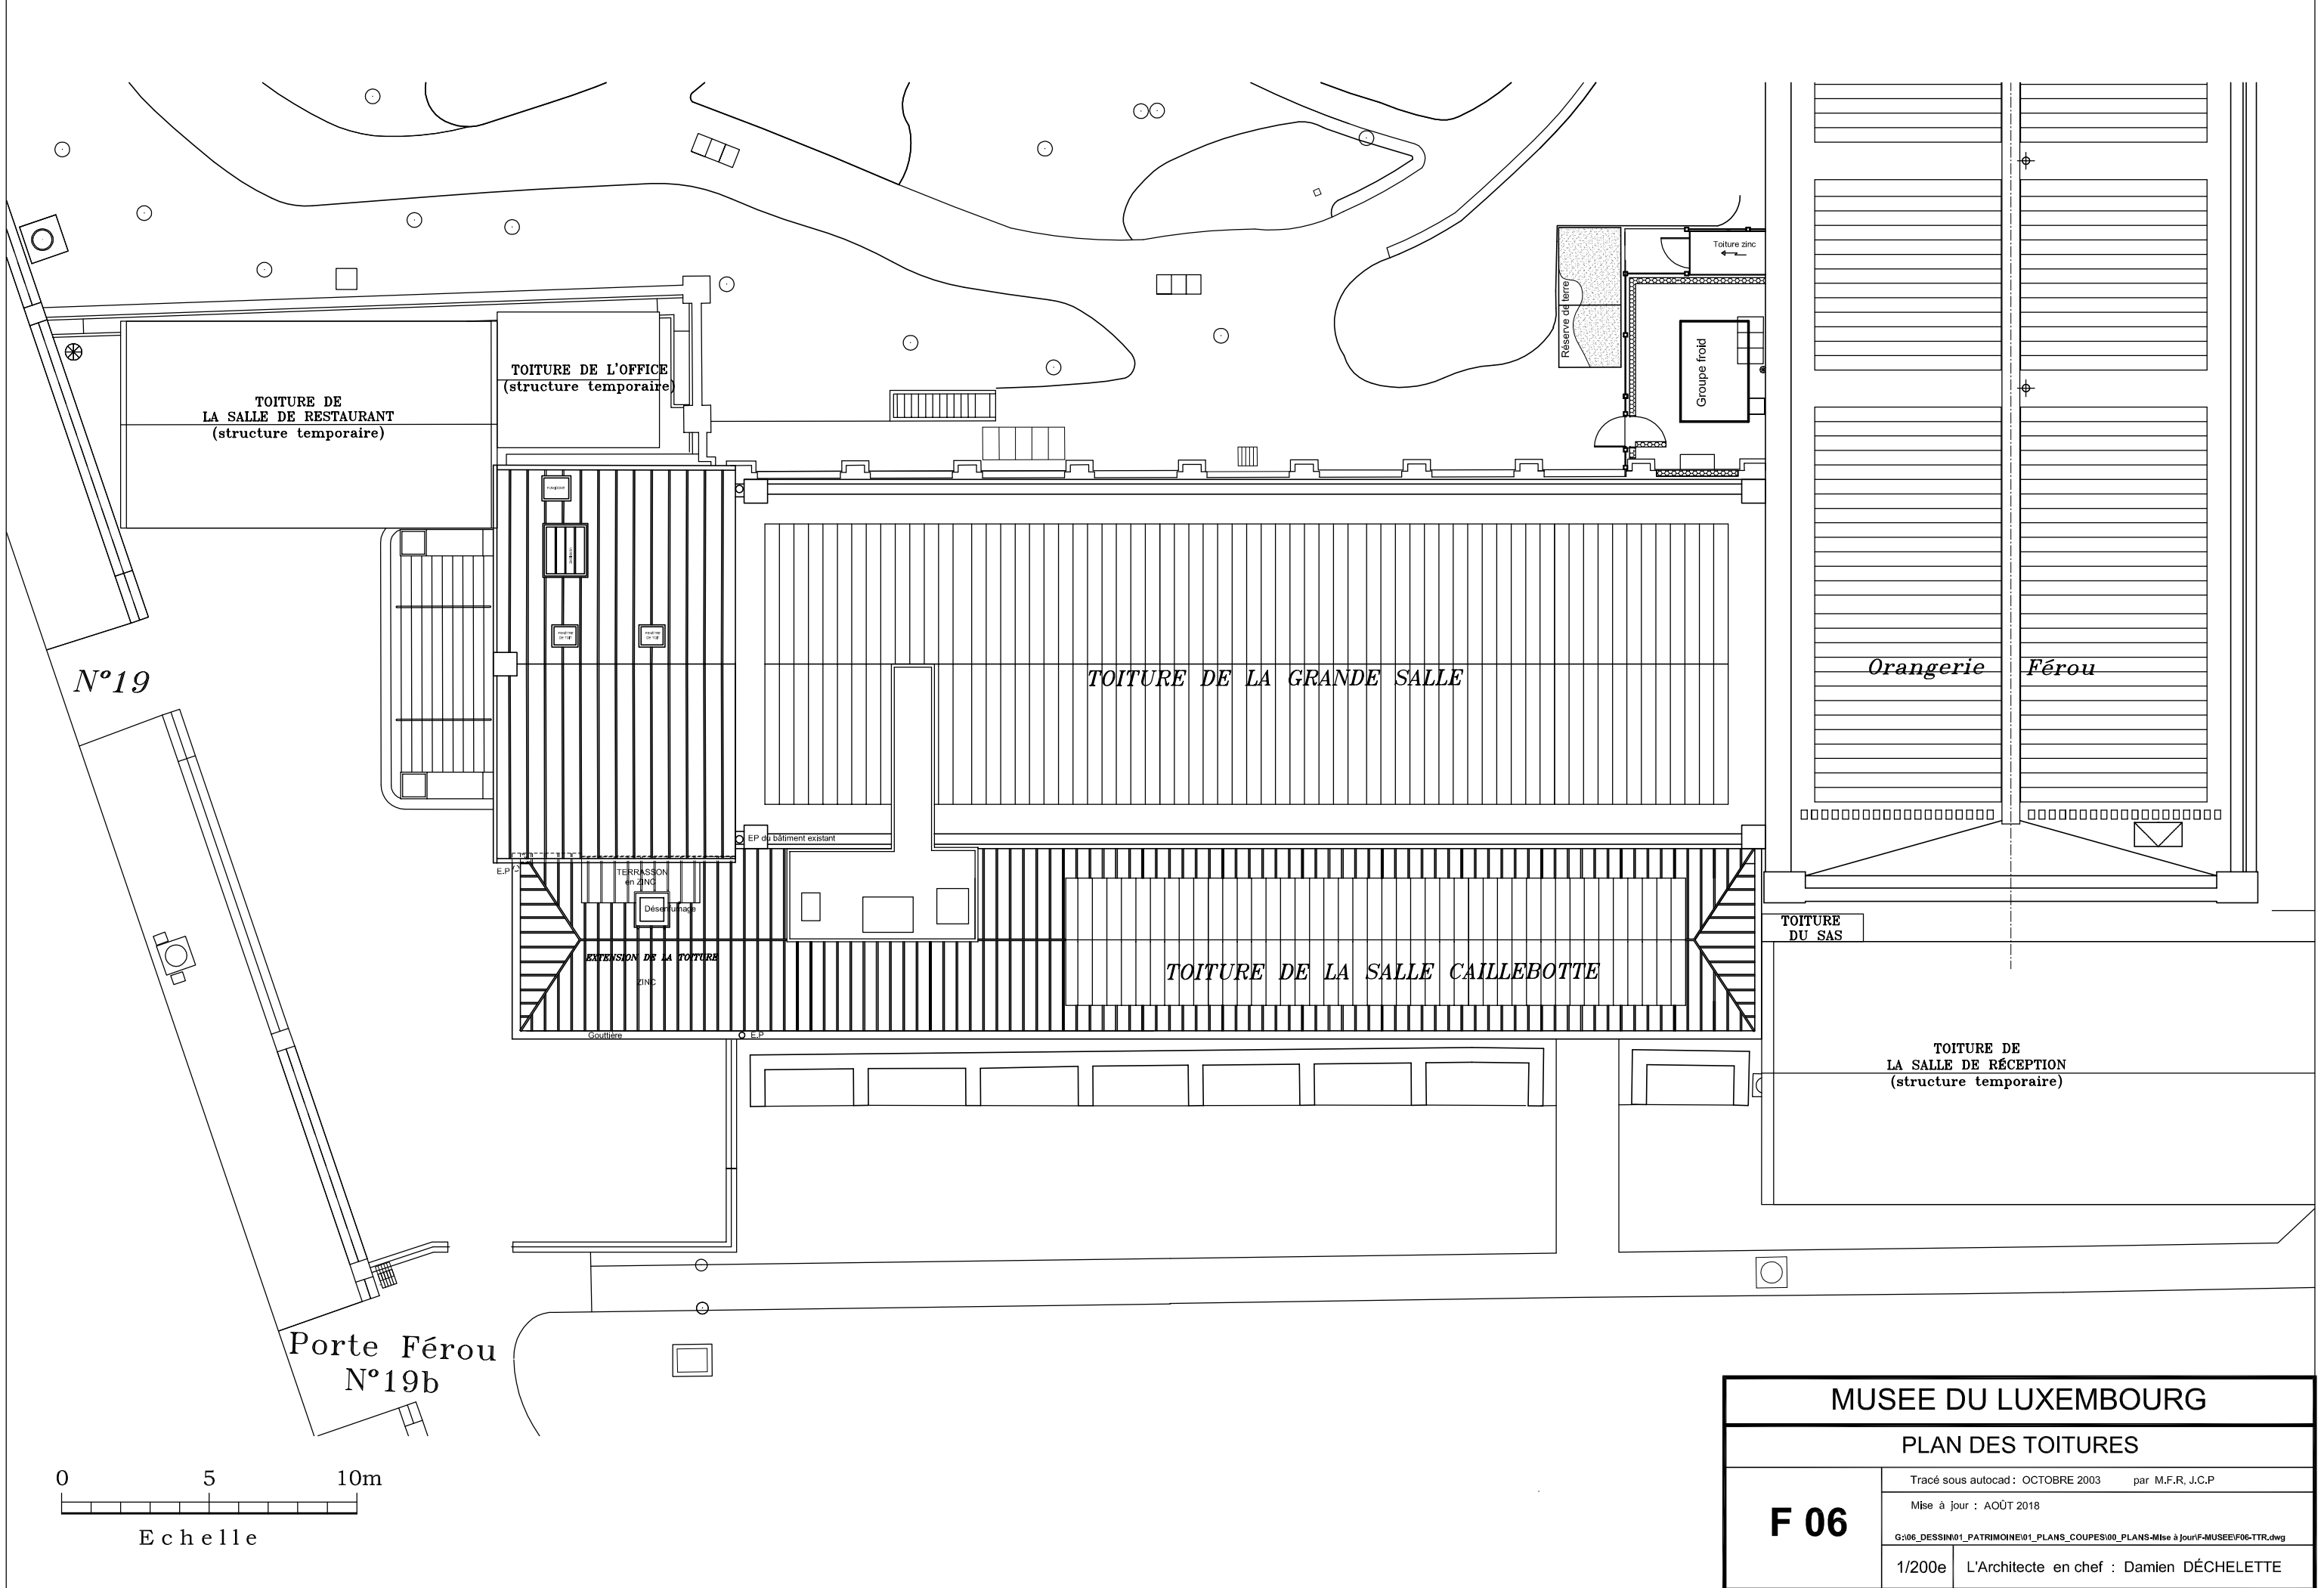 Toiture zinc
Réserve de terre
Groupe froid
TOITURE DE L'OFFICE
(structure temporaire)
TOITURE DE
LA SALLE DE RESTAURANT
(structure temporaire)
N°19
TOITURE DE LA GRANDE SALLE
Orangerie Férou
EP du bâtiment existant
E.P
TERRASSON
en ZINC
Désenfumage
EXTENSION DE LA TOITURE
ZINC
TOITURE DE LA SALLE CAILLEBOTTE
TOITURE
DU SAS
Gouttière
E.P
TOITURE DE
LA SALLE DE RÉCEPTION
(structure temporaire)
Porte Férou
N°19b
0 5 10m
Echelle
MUSEE DU LUXEMBOURG
PLAN DES TOITURES
F 06
Tracé sous autocad : OCTOBRE 2003 par M.F.R, J.C.P
Mise à jour : AOÛT 2018
G:\06_DESSIN\01_PATRIMOINE\01_PLANS_COUPES\00_PLANS-Mise à jour\F-MUSEE\F06-TTR.dwg
1/200e L'Architecte en chef : Damien DÉCHELETTE